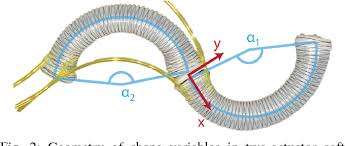 y
α₁
α₂
x
Fig. 2: Geometry of shape variables in two-actuator soft